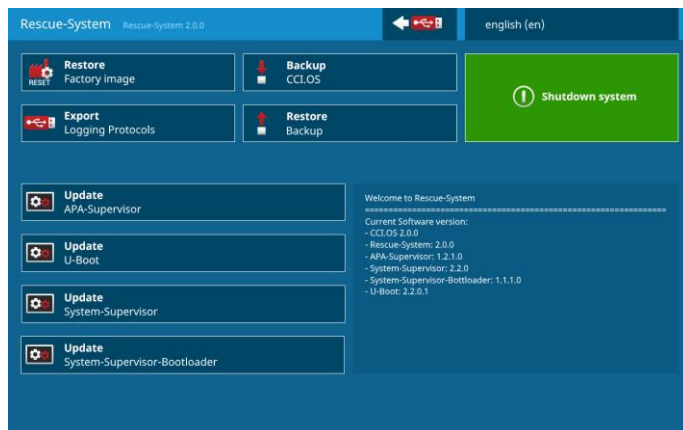 Rescue-System Rescue-System 2.0.0
english (en)
Restore
Factory image
RESET
Backup
CCI.OS
Shutdown system
Export
Logging Protocols
Restore
Backup
Update
APA-Supervisor
Update
U-Boot
Update
System-Supervisor
Update
System-Supervisor-Bootloader
Welcome to Rescue-System
==================================================================
Current Software version:
- CCI.OS 2.0.0
- Rescue-System: 2.0.0
- APA-Supervisor: 1.2.1.0
- System-Supervisor: 2.2.0
- System-Supervisor-Bottloader: 1.1.1.0
- U-Boot: 2.2.0.1